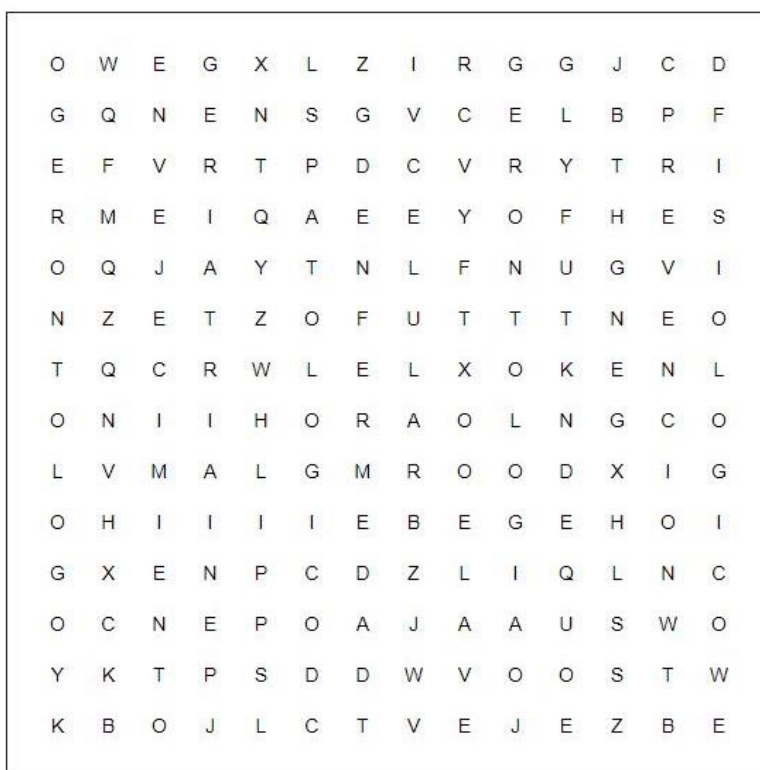 O W E G X L Z I R G G J C D
G Q N E N S G V C E L B P F
E F V R T P D C V R Y T R I
R M E I Q A E E Y O F H E S
O Q J A Y T N L F N U G V I
N Z E T Z O F U T T T N E O
T Q C R W L E L X O K E N L
O N I I H O R A O L N G C O
L V M A L G M R O O D X I G
O H I I I I E B E G E H O I
G X E N P C D Z L I Q L N C
O C N E P O A J A A U S W O
Y K T P S D D W V O O S T W
K B O J L C T V E J E Z B E